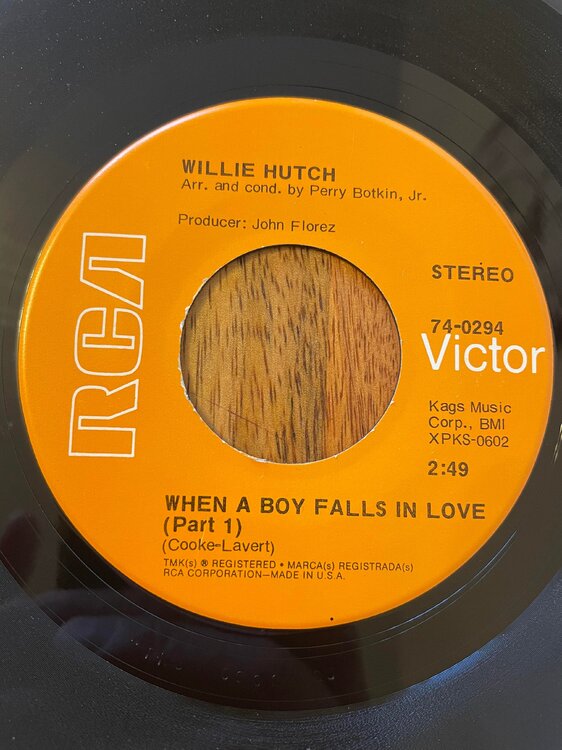 WILLIE HUTCH
Arr. and cond. by Perry Botkin, Jr.
Producer: John Florez
RCA
STEREO
74-0294
Victor
Kags Music
Corp., BMI
XPKS-0602
2:49
WHEN A BOY FALLS IN LOVE
(Part 1)
(Cooke-Lavert)
TMK(s) ® REGISTERED • MARCA(s) REGISTRADA(s)
RCA CORPORATION—MADE IN U.S.A.